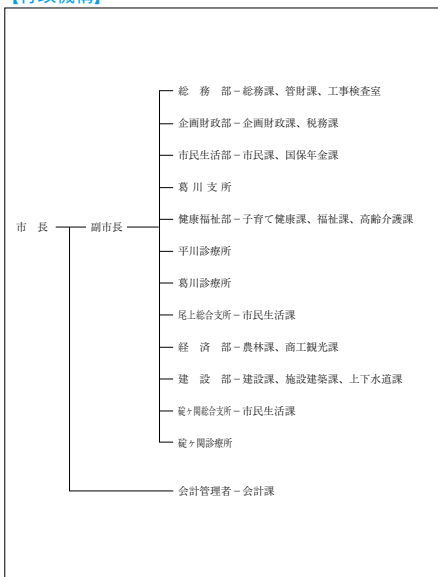 【行政機構】
総務部－総務課、管財課、工事検査室
企画財政部－企画財政課、税務課
市民生活部－市民課、国保年金課
葛川支所
市長 副市長 健康福祉部－子育て健康課、福祉課、高齢介護課
平川診療所
葛川診療所
尾上総合支所－市民生活課
経済部－農林課、商工観光課
建設部－建設課、施設建築課、上下水道課
碇ヶ関総合支所－市民生活課
碇ヶ関診療所
会計管理者－会計課